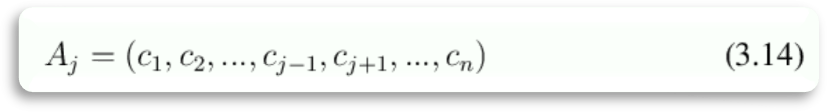 A_j = (c_1, c_2, ..., c_{j-1}, c_{j+1}, ..., c_n) (3.14)